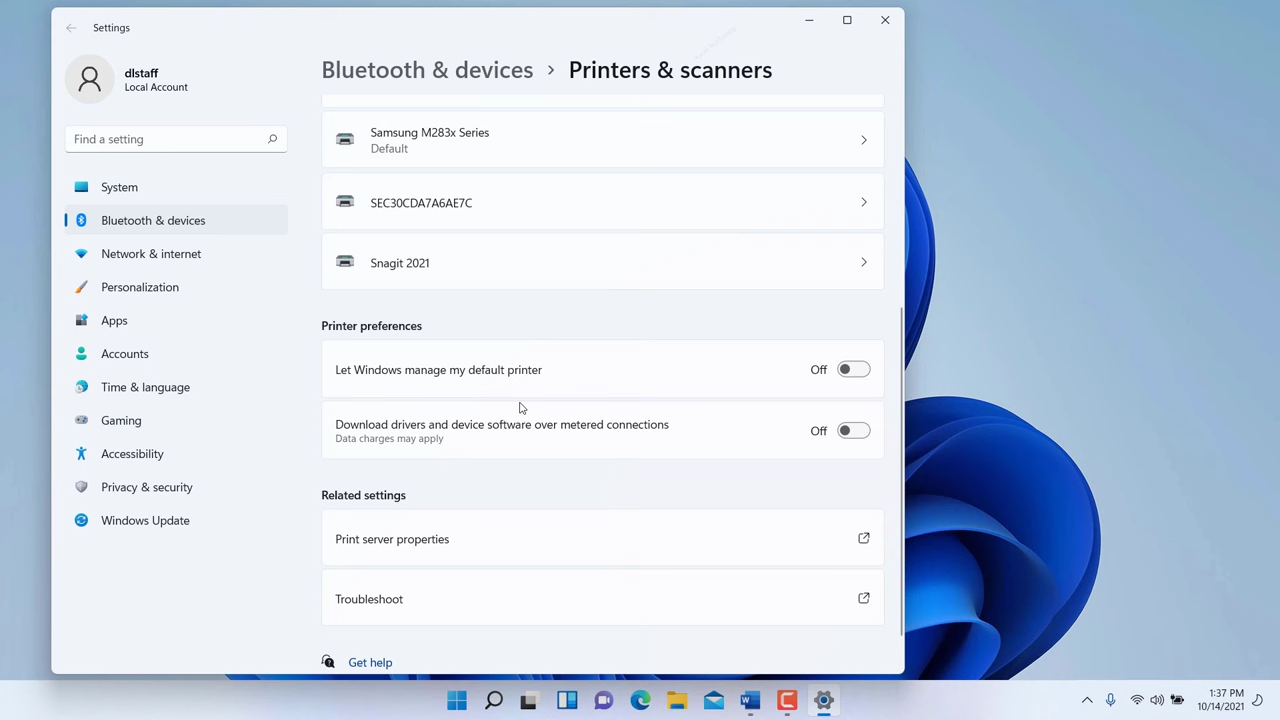 Settings
dlstaff
Local Account
Find a setting
System
Bluetooth & devices
Network & internet
Personalization
Apps
Accounts
Time & language
Gaming
Accessibility
Privacy & security
Windows Update
Bluetooth & devices > Printers & scanners
Samsung M283x Series
Default
SEC30CDA7A6AE7C
Snagit 2021
Printer preferences
Let Windows manage my default printer
Off
Download drivers and device software over metered connections
Data charges may apply
Off
Related settings
Print server properties
Troubleshoot
Get help
1:37 PM
10/14/2021